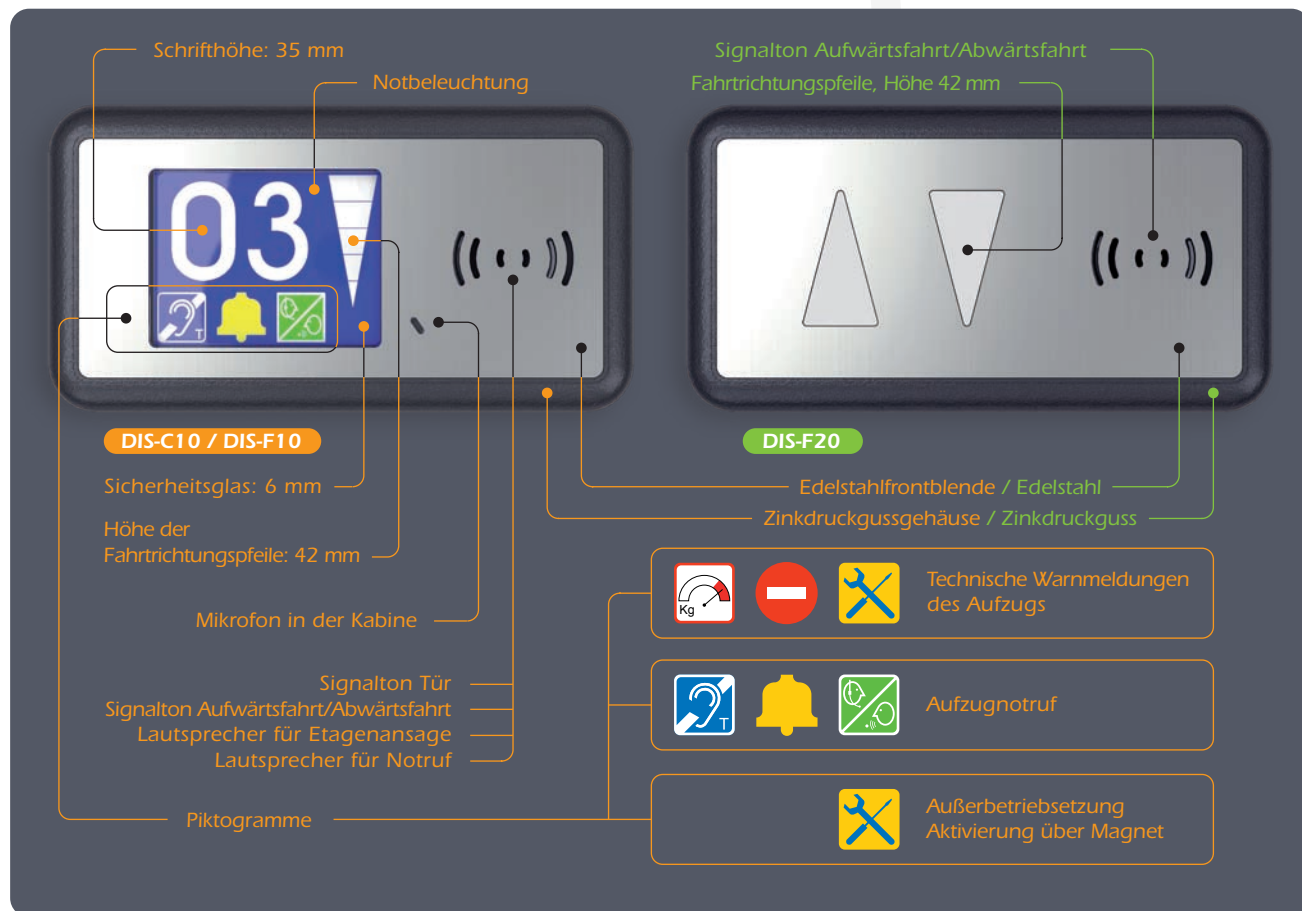 Schrifthöhe: 35 mm
Notbeleuchtung
Signalton Aufwärtsfahrt/Abwärtsfahrt
Fahrtrichtungspfeile, Höhe 42 mm
03
T
DIS-C10 / DIS-F10
DIS-F20
Sicherheitsglas: 6 mm
Edelstahlfrontblende / Edelstahl
Zinkdruckgussgehäuse / Zinkdruckguss
Höhe der
Fahrtrichtungspfeile: 42 mm
Mikrofon in der Kabine
Kg
Technische Warnmeldungen
des Aufzugs
Signalton Tür
Signalton Aufwärtsfahrt/Abwärtsfahrt
Lautsprecher für Etagenansage
Lautsprecher für Notruf
T
Aufzugnotruf
Piktogramme
Außerbetriebsetzung
Aktivierung über Magnet